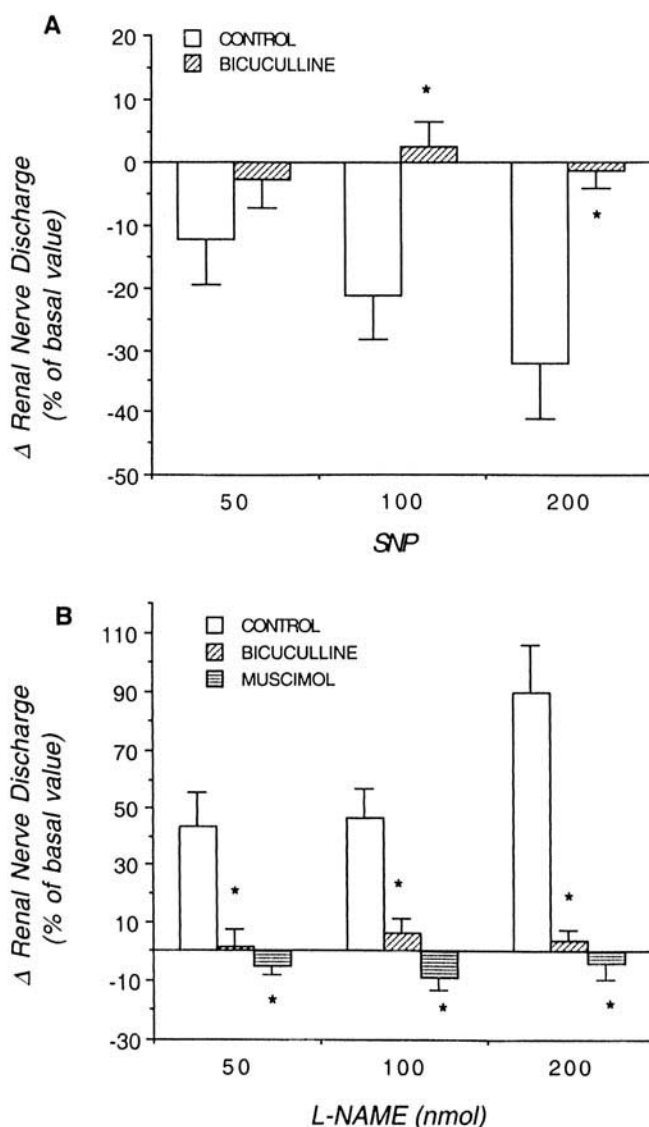 A
CONTROL
BICUCULLINE
20
10
0
-10
-20
-30
-40
-50
Δ Renal Nerve Discharge
(% of basal value)
*
*
50 100 200
SNP
B
CONTROL
BICUCULLINE
MUSCIMOL
110
90
70
50
30
10
-10
-30
Δ Renal Nerve Discharge
(% of basal value)
* * *
* * *
50 100 200
L-NAME (nmol)